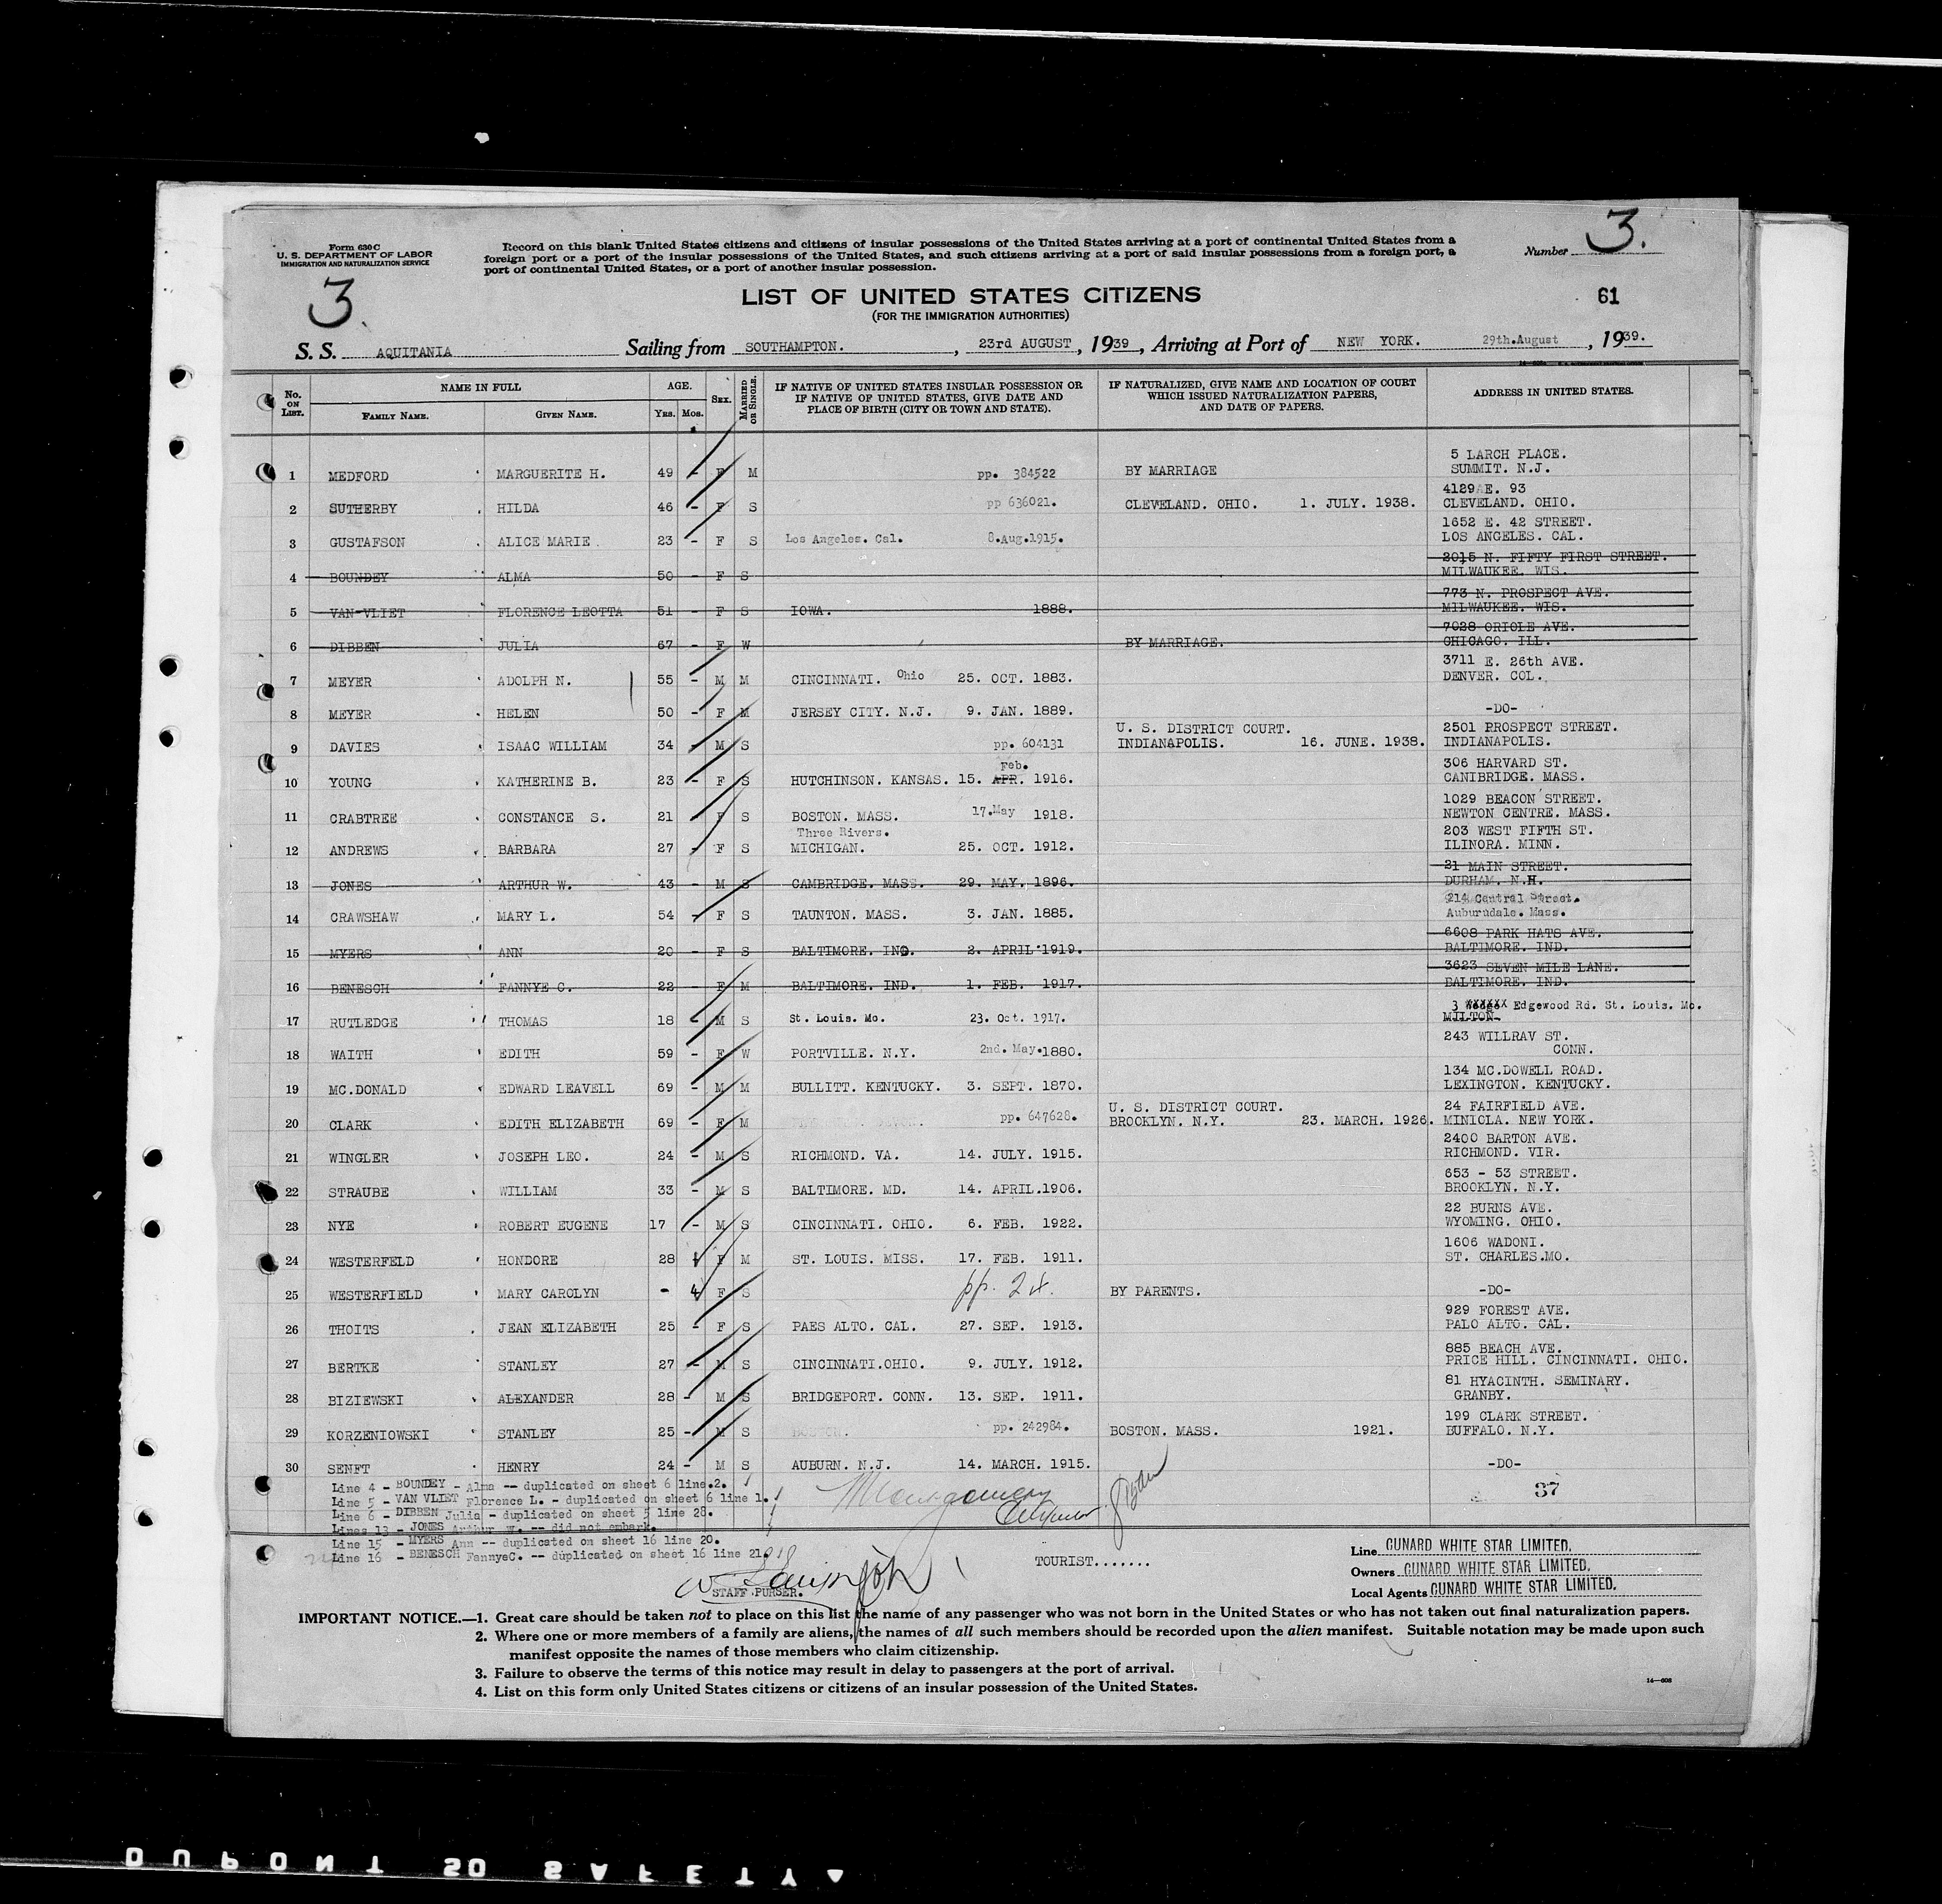 Form 630 C
U. S. DEPARTMENT OF LABOR
IMMIGRATION AND NATURALIZATION SERVICE
Record on this blank United States citizens and citizens of insular possessions of the United States arriving at a port of continental United States from a
foreign port or a port of the insular possessions of the United States, and such citizens arriving at a port of said insular possessions from a foreign port, a
port of continental United States, or a port of another insular possession.
Number 3.
3.
LIST OF UNITED STATES CITIZENS
61
(FOR THE IMMIGRATION AUTHORITIES)
S. S. AQUITANIA Sailing from SOUTHAMPTON. , 23rd AUGUST , 1939 , Arriving at Port of NEW YORK. 29th.August , 1939.
No. ON LIST. NAME IN FULL FAMILY NAME. GIVEN NAME. AGE. Yrs. Mos. SEX. MARRIED OR SINGLE. IF NATIVE OF UNITED STATES INSULAR POSSESSION OR IF NATIVE OF UNITED STATES, GIVE DATE AND PLACE OF BIRTH (CITY OR TOWN AND STATE). IF NATURALIZED, GIVE NAME AND LOCATION OF COURT WHICH ISSUED NATURALIZATION PAPERS, AND DATE OF PAPERS. ADDRESS IN UNITED STATES.
5 LARCH PLACE.
1 MEDFORD MARGUERITE H. 49 - F M pp. 384522 BY MARRIAGE SUMMIT. N.J.
4129 E. 93
2 SUTHERBY HILDA 46 - F S pp 636021. CLEVELAND. OHIO. 1. JULY. 1938. CLEVELAND. OHIO.
1652 E. 42 STREET.
3 GUSTAFSON ALICE MARIE 23 - F S Los Angeles. Cal. 8.Aug.1915. LOS ANGELES. CAL.
2015 N. FIFTY FIRST STREET.
4 BOUNDEY ALMA 50 - F S MILWAUKEE. WIS.
773 N. PROSPECT AVE.
5 VAN-VLIET FLORENCE LEOTTA 51 - F S IOWA. 1888. MILWAUKEE. WIS.
7028 ORIOLE AVE.
6 DIBBEN JULIA 67 - F W BY MARRIAGE. CHICAGO. ILL.
3711 E. 26th AVE.
7 MEYER ADOLPH N. 55 - M M CINCINNATI. Ohio 25. OCT. 1883. DENVER. COL.
8 MEYER HELEN 50 - F M JERSEY CITY. N.J. 9. JAN. 1889. -DO-
U. S. DISTRICT COURT. 2501 PROSPECT STREET.
9 DAVIES ISAAC WILLIAM 34 - M S pp. 604131 INDIANAPOLIS. 16. JUNE. 1938. INDIANAPOLIS.
Feb. 306 HARVARD ST.
10 YOUNG KATHERINE B. 23 - F S HUTCHINSON. KANSAS. 15. APR. 1916. CANIBRIDGE. MASS.
1029 BEACON STREET.
11 CRABTREE CONSTANCE S. 21 F S BOSTON. MASS. 17.May 1918. NEWTON CENTRE. MASS.
Three Rivers. 203 WEST FIFTH ST.
12 ANDREWS BARBARA 27 - F S MICHIGAN. 25. OCT. 1912. ILINORA. MINN.
21 MAIN STREET.
13 JONES ARTHUR W. 43 - M S CAMBRIDGE. MASS. 29. MAY. 1896. DURHAM. N.H.
214 Central Street.
14 CRAWSHAW MARY L. 54 - F S TAUNTON. MASS. 3. JAN. 1885. Auburndale. Mass.
6608 PARK HATS AVE.
15 MYERS ANN 20 - F S BALTIMORE. IND. 2. APRIL 1919. BALTIMORE. IND.
3623 SEVEN MILE LANE.
16 BENESCH FANNYE C. 22 - F M BALTIMORE. IND. 1. FEB. 1917. BALTIMORE. IND.
3 Edgewood Rd. St. Louis. Mo.
17 RUTLEDGE THOMAS 18 - M S St. Louis. Mo. 23. Oct. 1917. MILTON.
243 WILLRAV ST.
18 WAITH EDITH 59 - F W PORTVILLE. N.Y. 2nd. May.1880. CONN.
134 MC.DOWELL ROAD.
19 MC.DONALD EDWARD LEAVELL 69 - M M BULLITT. KENTUCKY. 3. SEPT. 1870. LEXINGTON. KENTUCKY.
U. S. DISTRICT COURT. 24 FAIRFIELD AVE.
20 CLARK EDITH ELIZABETH 69 - F M pp. 647628. BROOKLYN. N.Y. 23. MARCH. 1926. MINIOLA. NEW YORK.
2400 BARTON AVE.
21 WINGLER JOSEPH LEO. 24 - M S RICHMOND. VA. 14. JULY. 1915. RICHMOND. VIR.
653 - 53 STREET.
22 STRAUBE WILLIAM 33 - M S BALTIMORE. MD. 14. APRIL.1906. BROOKLYN. N.Y.
22 BURNS AVE.
23 NYE ROBERT EUGENE 17 - M S CINCINNATI. OHIO. 6. FEB. 1922. WYOMING. OHIO.
1606 WADONI.
24 WESTERFELD HONDORE 28 F M ST. LOUIS. MISS. 17. FEB. 1911. ST. CHARLES.MO.
25 WESTERFIELD MARY CAROLYN - 4 F S pp. 24. BY PARENTS. -DO-
929 FOREST AVE.
26 THOITS JEAN ELIZABETH 25 - F S PAES ALTO. CAL. 27. SEP. 1913. PALO ALTO. CAL.
885 BEACH AVE.
27 BERTKE STANLEY 27 - M S CINCINNATI.OHIO. 9. JULY. 1912. PRICE HILL. CINCINNATI. OHIO.
81 HYACINTH. SEMINARY.
28 BIZIEWSKI ALEXANDER 28 - M S BRIDGEPORT. CONN. 13. SEP. 1911. GRANBY.
199 CLARK STREET.
29 KORZENIOWSKI STANLEY 25 - M S BOSTON. pp. 242984. BOSTON. MASS. 1921. BUFFALO. N.Y.
30 SENFT HENRY 24 - M S AUBURN. N.J. 14. MARCH. 1915. -DO-
Line 4 - BOUNDEY - Alma -- duplicated on sheet 6 line.2.
Line 5 - VAN VLIET Florence L. - duplicated on sheet 6 line 1.
Line 6 - DIBBEN Julia - duplicated on sheet 5 line 28.
Lines 13 - JONES Arthur W. -- did not embark.
Line 15 - MYERS Ann -- duplicated on sheet 16 line 20.
Line 16 - BENESCH FannyeC. -- duplicated on sheet 16 line 21.
Montgomery
37
TOURIST.......
STAFF PURSER.
Line CUNARD WHITE STAR LIMITED.
Owners CUNARD WHITE STAR LIMITED.
Local Agents CUNARD WHITE STAR LIMITED.
IMPORTANT NOTICE.—1. Great care should be taken not to place on this list the name of any passenger who was not born in the United States or who has not taken out final naturalization papers.
2. Where one or more members of a family are aliens, the names of all such members should be recorded upon the alien manifest. Suitable notation may be made upon such
manifest opposite the names of those members who claim citizenship.
3. Failure to observe the terms of this notice may result in delay to passengers at the port of arrival.
4. List on this form only United States citizens or citizens of an insular possession of the United States.
14—608
DUPONT SO SAFETY